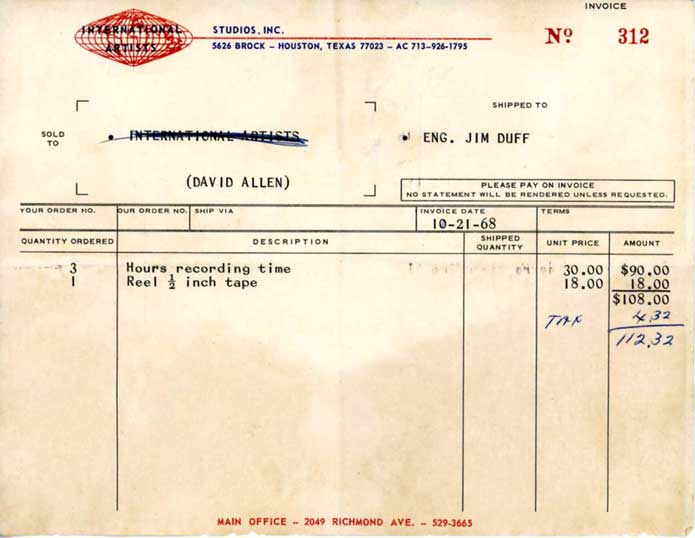 INVOICE
INTERNATIONAL
ARTISTS
STUDIOS, INC.
5626 BROCK – HOUSTON, TEXAS 77023 – AC 713-926-1795
Nº 312
SHIPPED TO
SOLD
TO
INTERNATIONAL ARTISTS
ENG. JIM DUFF
(DAVID ALLEN)
PLEASE PAY ON INVOICE
NO STATEMENT WILL BE RENDERED UNLESS REQUESTED.
YOUR ORDER NO. OUR ORDER NO. SHIP VIA INVOICE DATE TERMS
10-21-68
QUANTITY ORDERED DESCRIPTION SHIPPED QUANTITY UNIT PRICE AMOUNT
3 Hours recording time 30.00 $90.00
1 Reel ½ inch tape 18.00 18.00
$108.00
TAX 4.32
112.32
MAIN OFFICE – 2049 RICHMOND AVE. – 529-3665